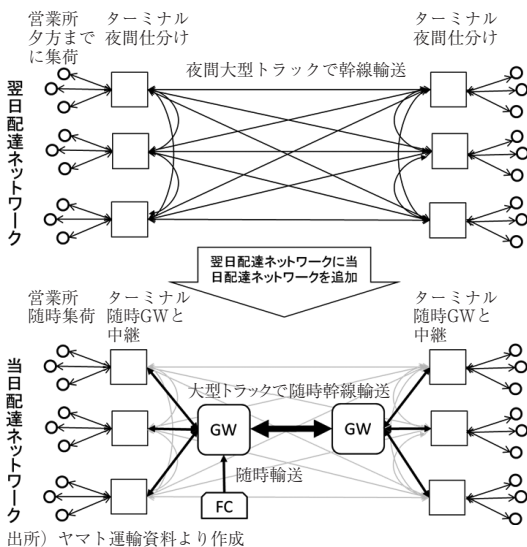 営業所
夕方まで
に集荷
ターミナル
夜間仕分け
ターミナル
夜間仕分け
夜間大型トラックで幹線輸送
翌日配達ネットワーク
翌日配達ネットワークに当
日配達ネットワークを追加
営業所
随時集荷
ターミナル
随時GWと
中継
ターミナル
随時GWと
中継
当日配達ネットワーク
大型トラックで随時幹線輸送
GW
GW
随時輸送
FC
出所）ヤマト運輸資料より作成